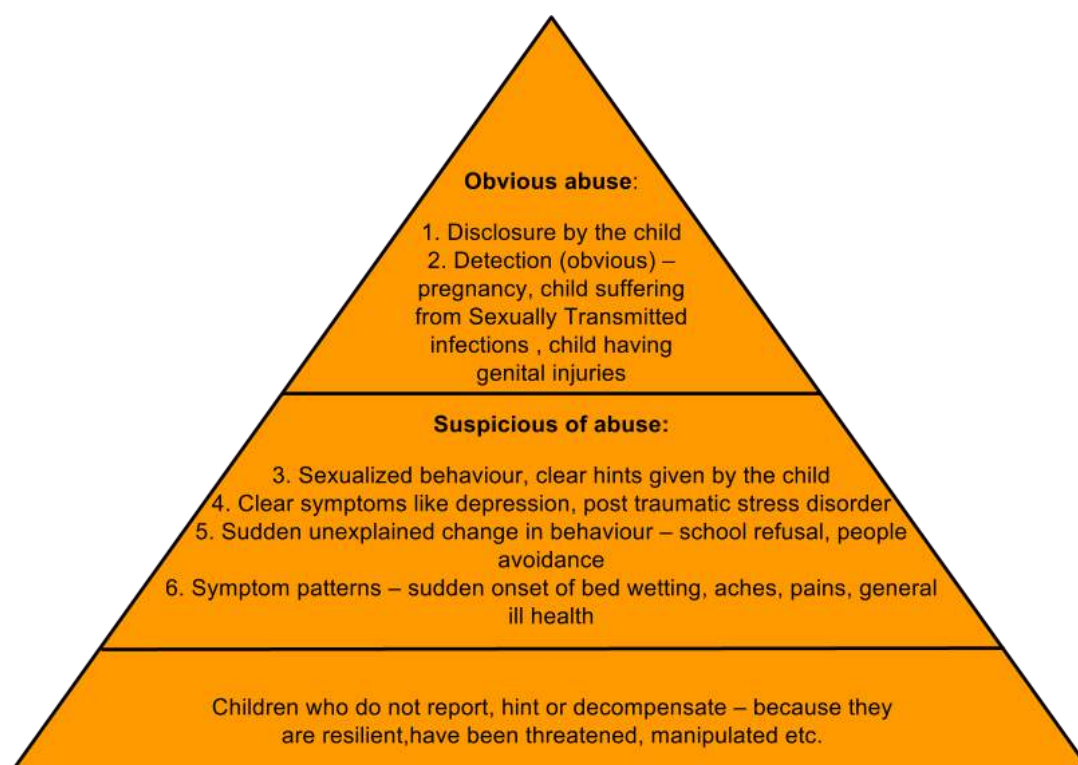 Obvious abuse:
1. Disclosure by the child
2. Detection (obvious) –
pregnancy, child suffering
from Sexually Transmitted
infections , child having
genital injuries
Suspicious of abuse:
3. Sexualized behaviour, clear hints given by the child
4. Clear symptoms like depression, post traumatic stress disorder
5. Sudden unexplained change in behaviour – school refusal, people
avoidance
6. Symptom patterns – sudden onset of bed wetting, aches, pains, general
ill health
Children who do not report, hint or decompensate – because they
are resilient,have been threatened, manipulated etc.